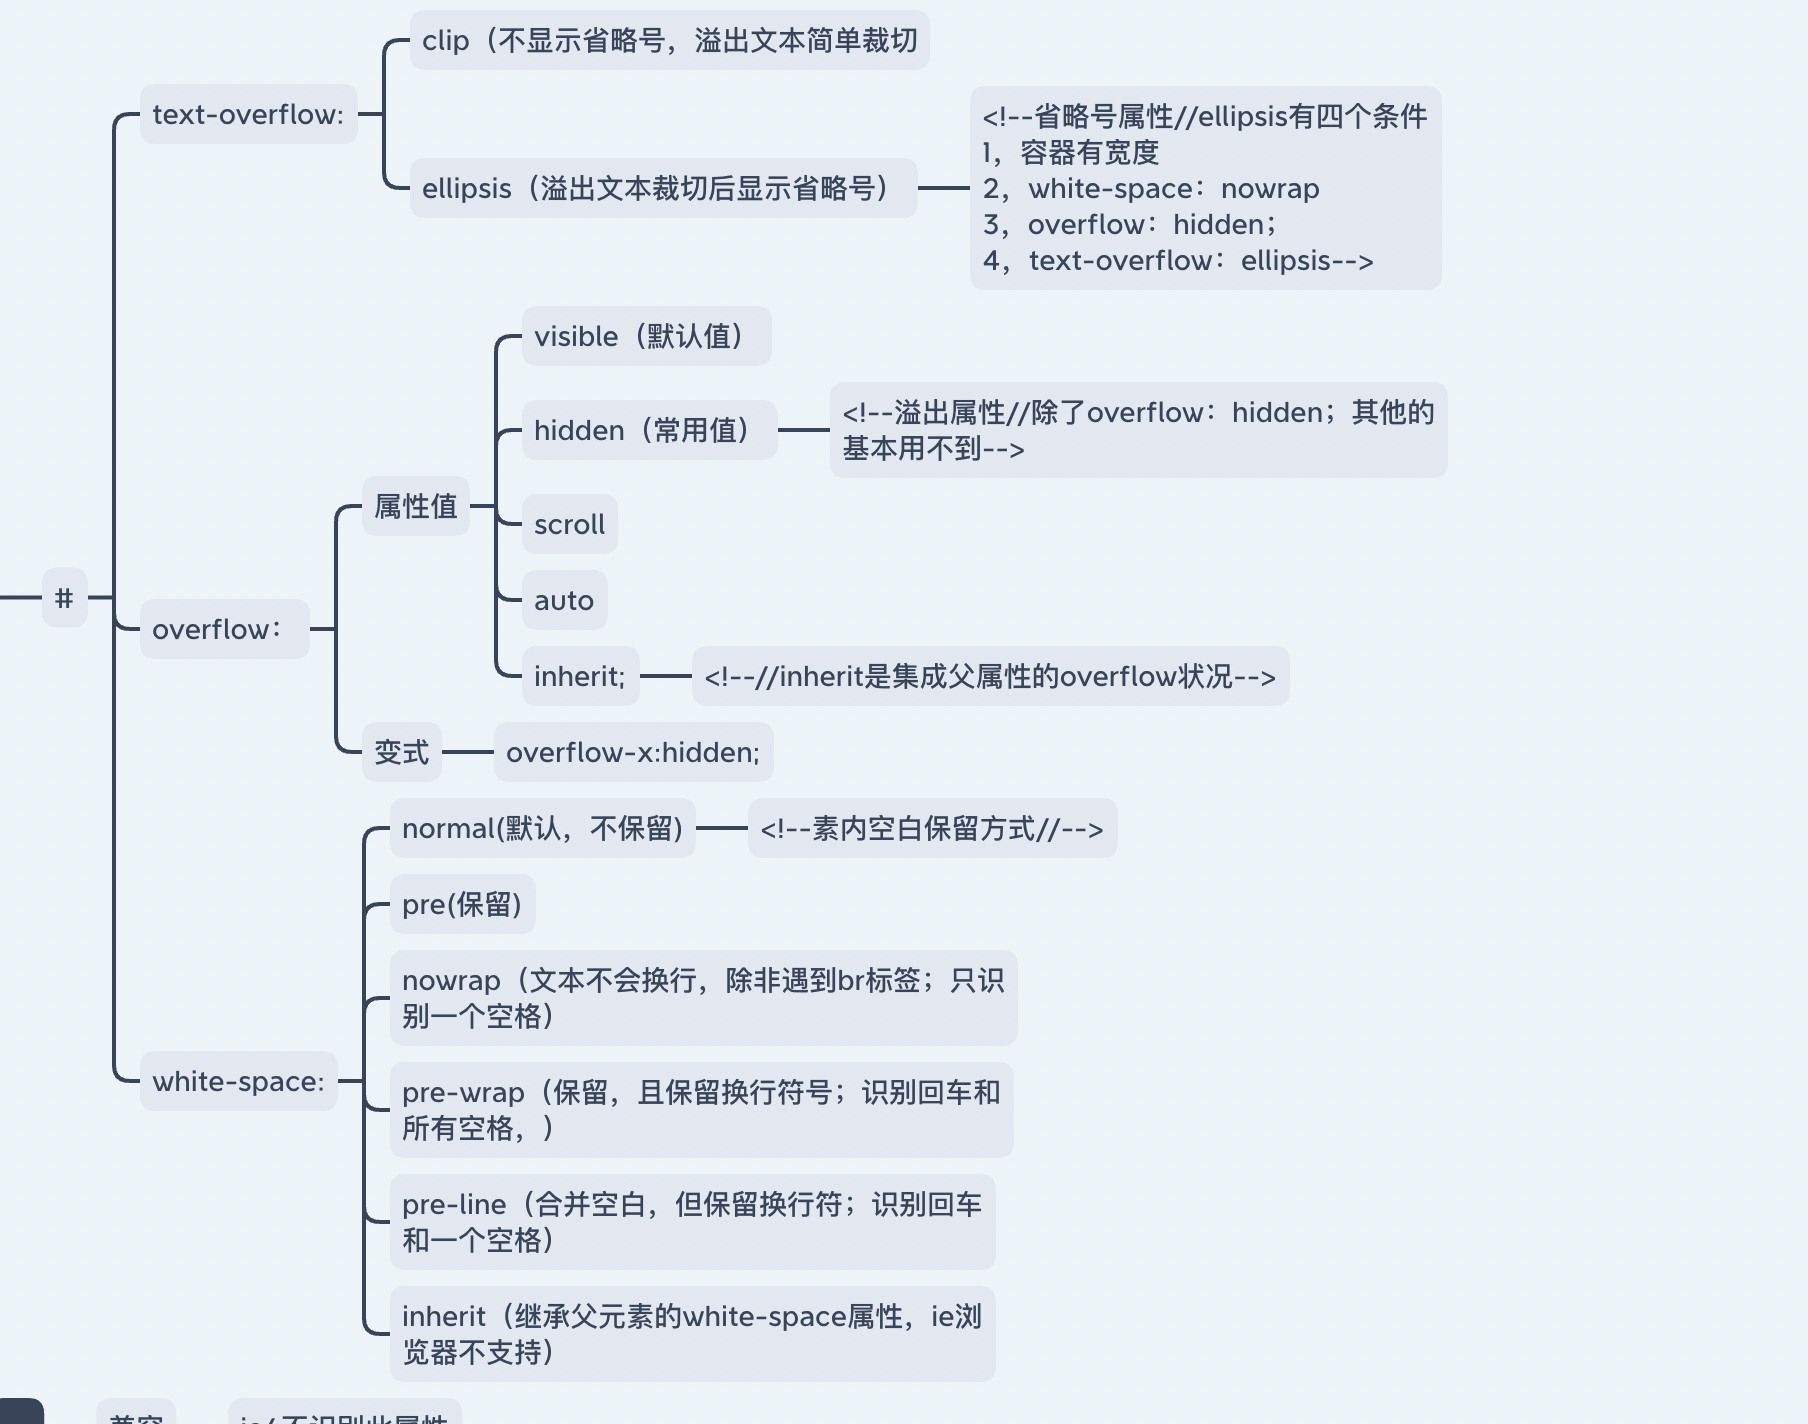 clip（不显示省略号，溢出文本简单裁切
text-overflow:
<!--省略号属性//ellipsis有四个条件
1，容器有宽度
2，white-space：nowrap
3，overflow：hidden；
4，text-overflow：ellipsis-->
ellipsis（溢出文本裁切后显示省略号）
visible（默认值）
hidden（常用值）
<!--溢出属性//除了overflow：hidden；其他的
基本用不到-->
属性值
scroll
auto
#
overflow：
inherit;
<!--//inherit是集成父属性的overflow状况-->
变式
overflow-x:hidden;
normal(默认，不保留)
<!--素内空白保留方式//-->
pre(保留)
nowrap（文本不会换行，除非遇到br标签；只识
别一个空格）
white-space:
pre-wrap（保留，且保留换行符号；识别回车和
所有空格，）
pre-line（合并空白，但保留换行符；识别回车
和一个空格）
inherit（继承父元素的white-space属性，ie浏
览器不支持）